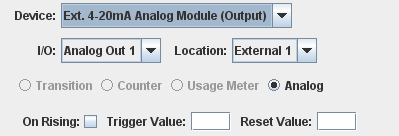 Device: Ext. 4-20mA Analog Module (Output)
I/O: Analog Out 1 Location: External 1
Transition Counter Usage Meter Analog
On Rising: Trigger Value: Reset Value: